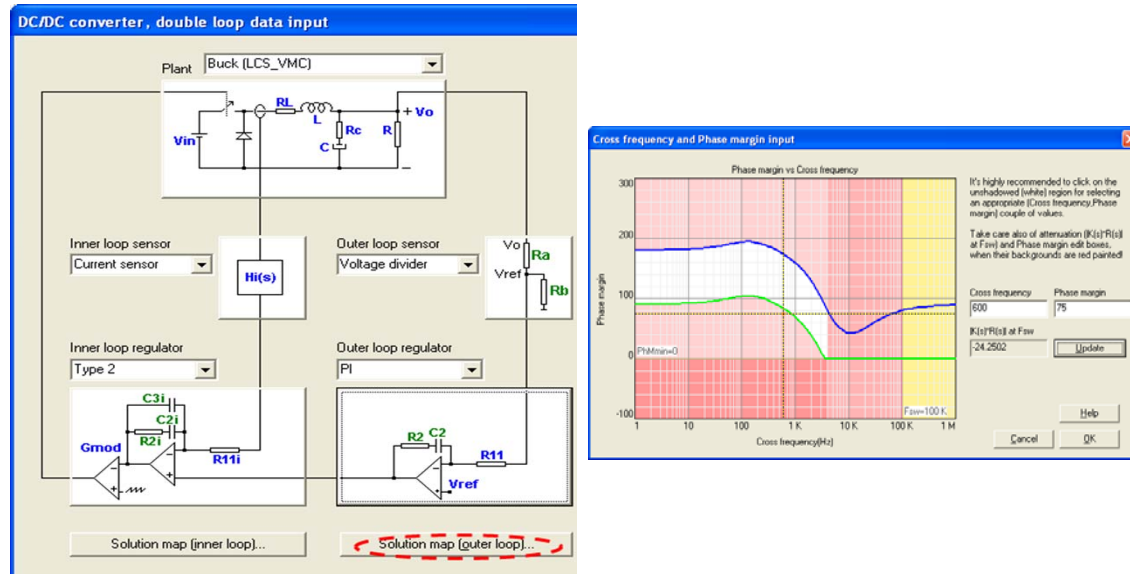 DC/DC converter, double loop data input
Plant
Buck (LCS_VMC)
RL
L
+ Vo
Rc
R
Vin
C
−
Inner loop sensor
Current sensor
Hi(s)
Outer loop sensor
Voltage divider
Vo
Ra
Vref
Rb
Inner loop regulator
Type 2
C3i
C2i
R2i
Gmod
R11i
Outer loop regulator
PI
R2 C2
R11
Vref
Solution map (inner loop)...
Solution map (outer loop)...
Cross frequency and Phase margin input
Phase margin vs Cross frequency
300
200
100
0
-100
Phase margin
PhMmin=0
Fsw=100 K
1 10 100 1 K 10 K 100 K 1 M
Cross frequency(Hz)
It's highly recommended to click on the
unshadowed (white) region for selecting
an appropriate (Cross frequency,Phase
margin) couple of values.
Take care also of attenuation (|K(s)*R(s)|
at Fsw) and Phase margin edit boxes,
when their backgrounds are red painted!
Cross frequency Phase margin
600 75
|K(s)*R(s)| at Fsw
-24.2502
Update
Help
Cancel
OK